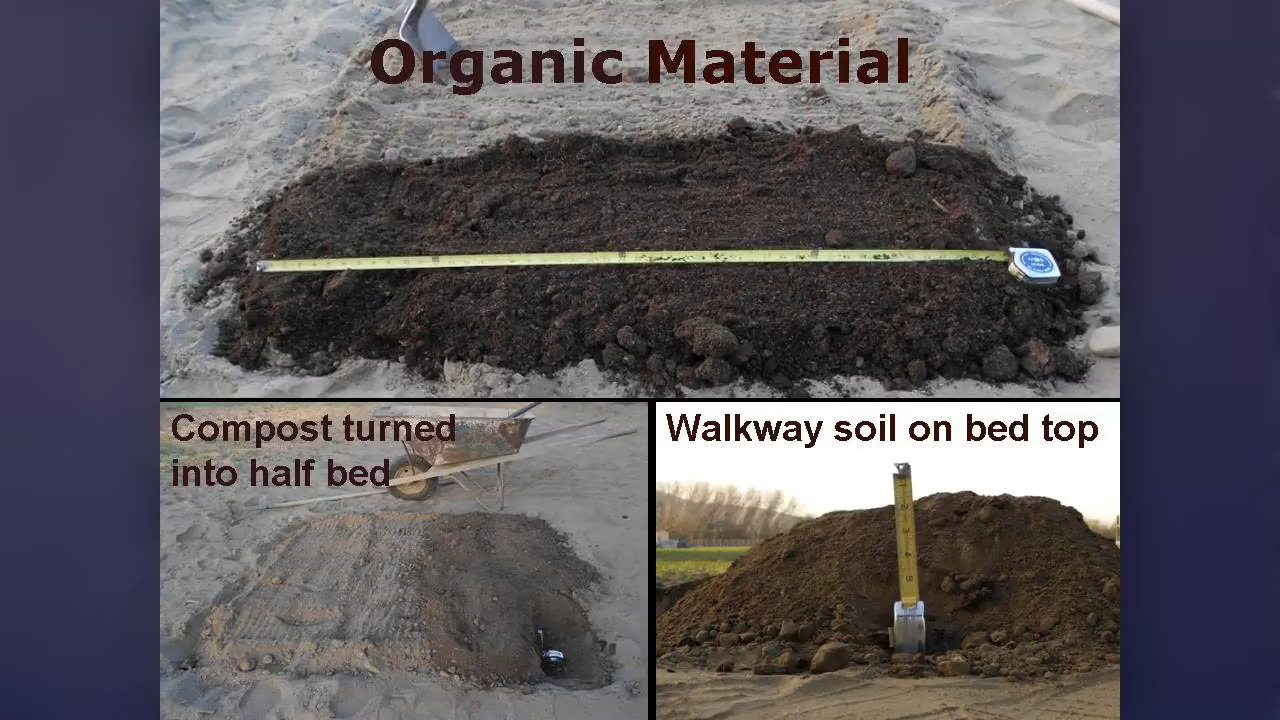 Organic Material
Compost turned
into half bed
Walkway soil on bed top